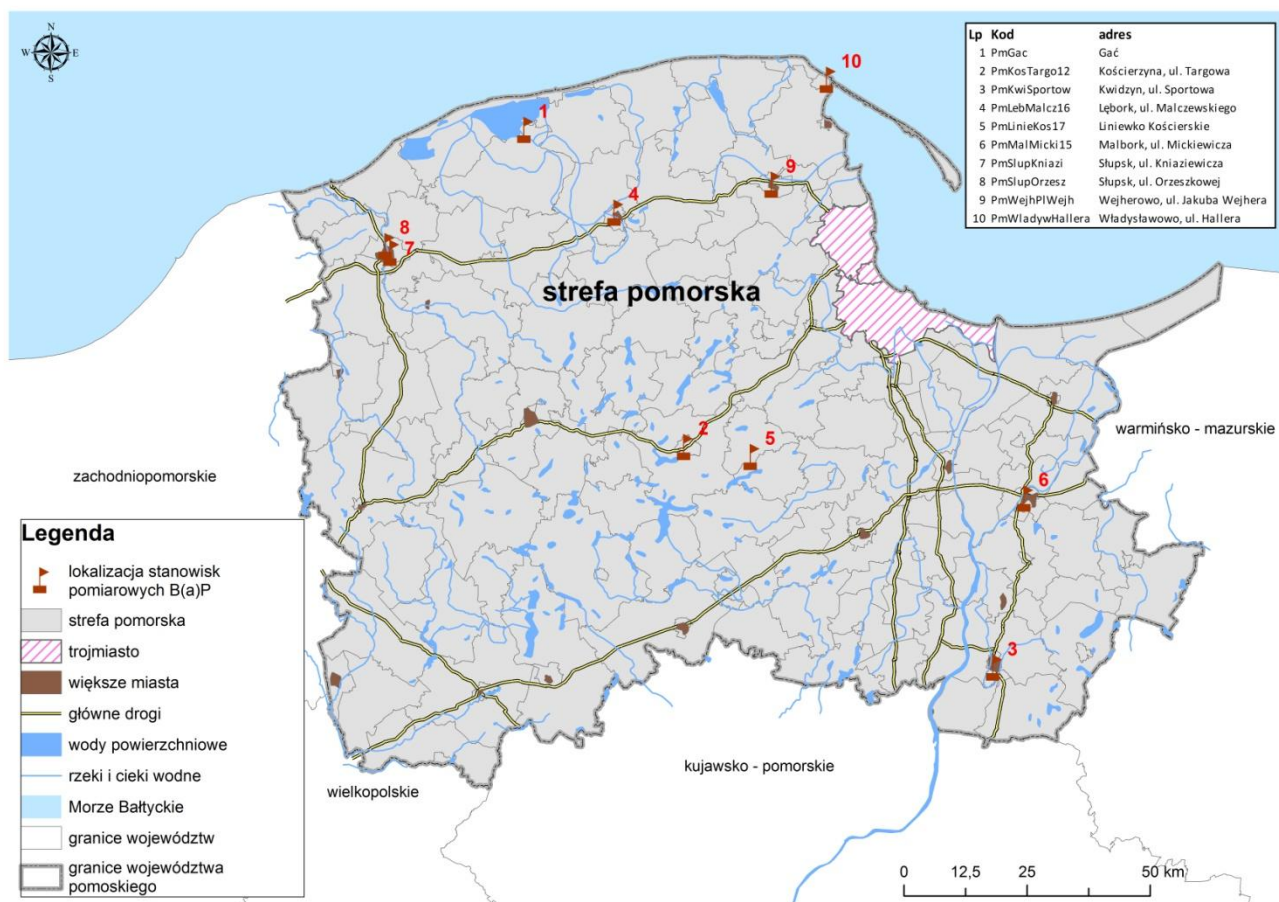 N
W E
S
Lp Kod adres
1 PmGac Gać
2 PmKosTargo12 Kościerzyna, ul. Targowa
3 PmKwiSportow Kwidzyn, ul. Sportowa
4 PmLebMalcz16 Lębork, ul. Malczewskiego
5 PmLinieKos17 Liniewko Kościerskie
6 PmMalMicki15 Malbork, ul. Mickiewicza
7 PmSlupKniazi Słupsk, ul. Kniaziewicza
8 PmSlupOrzesz Słupsk, ul. Orzeszkowej
9 PmWejhPlWejh Wejherowo, ul. Jakuba Wejhera
10 PmWladywHallera Władysławowo, ul. Hallera
10
1
9
4
8
7
strefa pomorska
2
5
6
3
warmińsko - mazurskie
zachodniopomorskie
kujawsko - pomorskie
wielkopolskie
Legenda
lokalizacja stanowisk
pomiarowych B(a)P
strefa pomorska
trojmiasto
większe miasta
główne drogi
wody powierzchniowe
rzeki i cieki wodne
Morze Bałtyckie
granice województw
granice województwa
pomoskiego
0 12,5 25 50 km